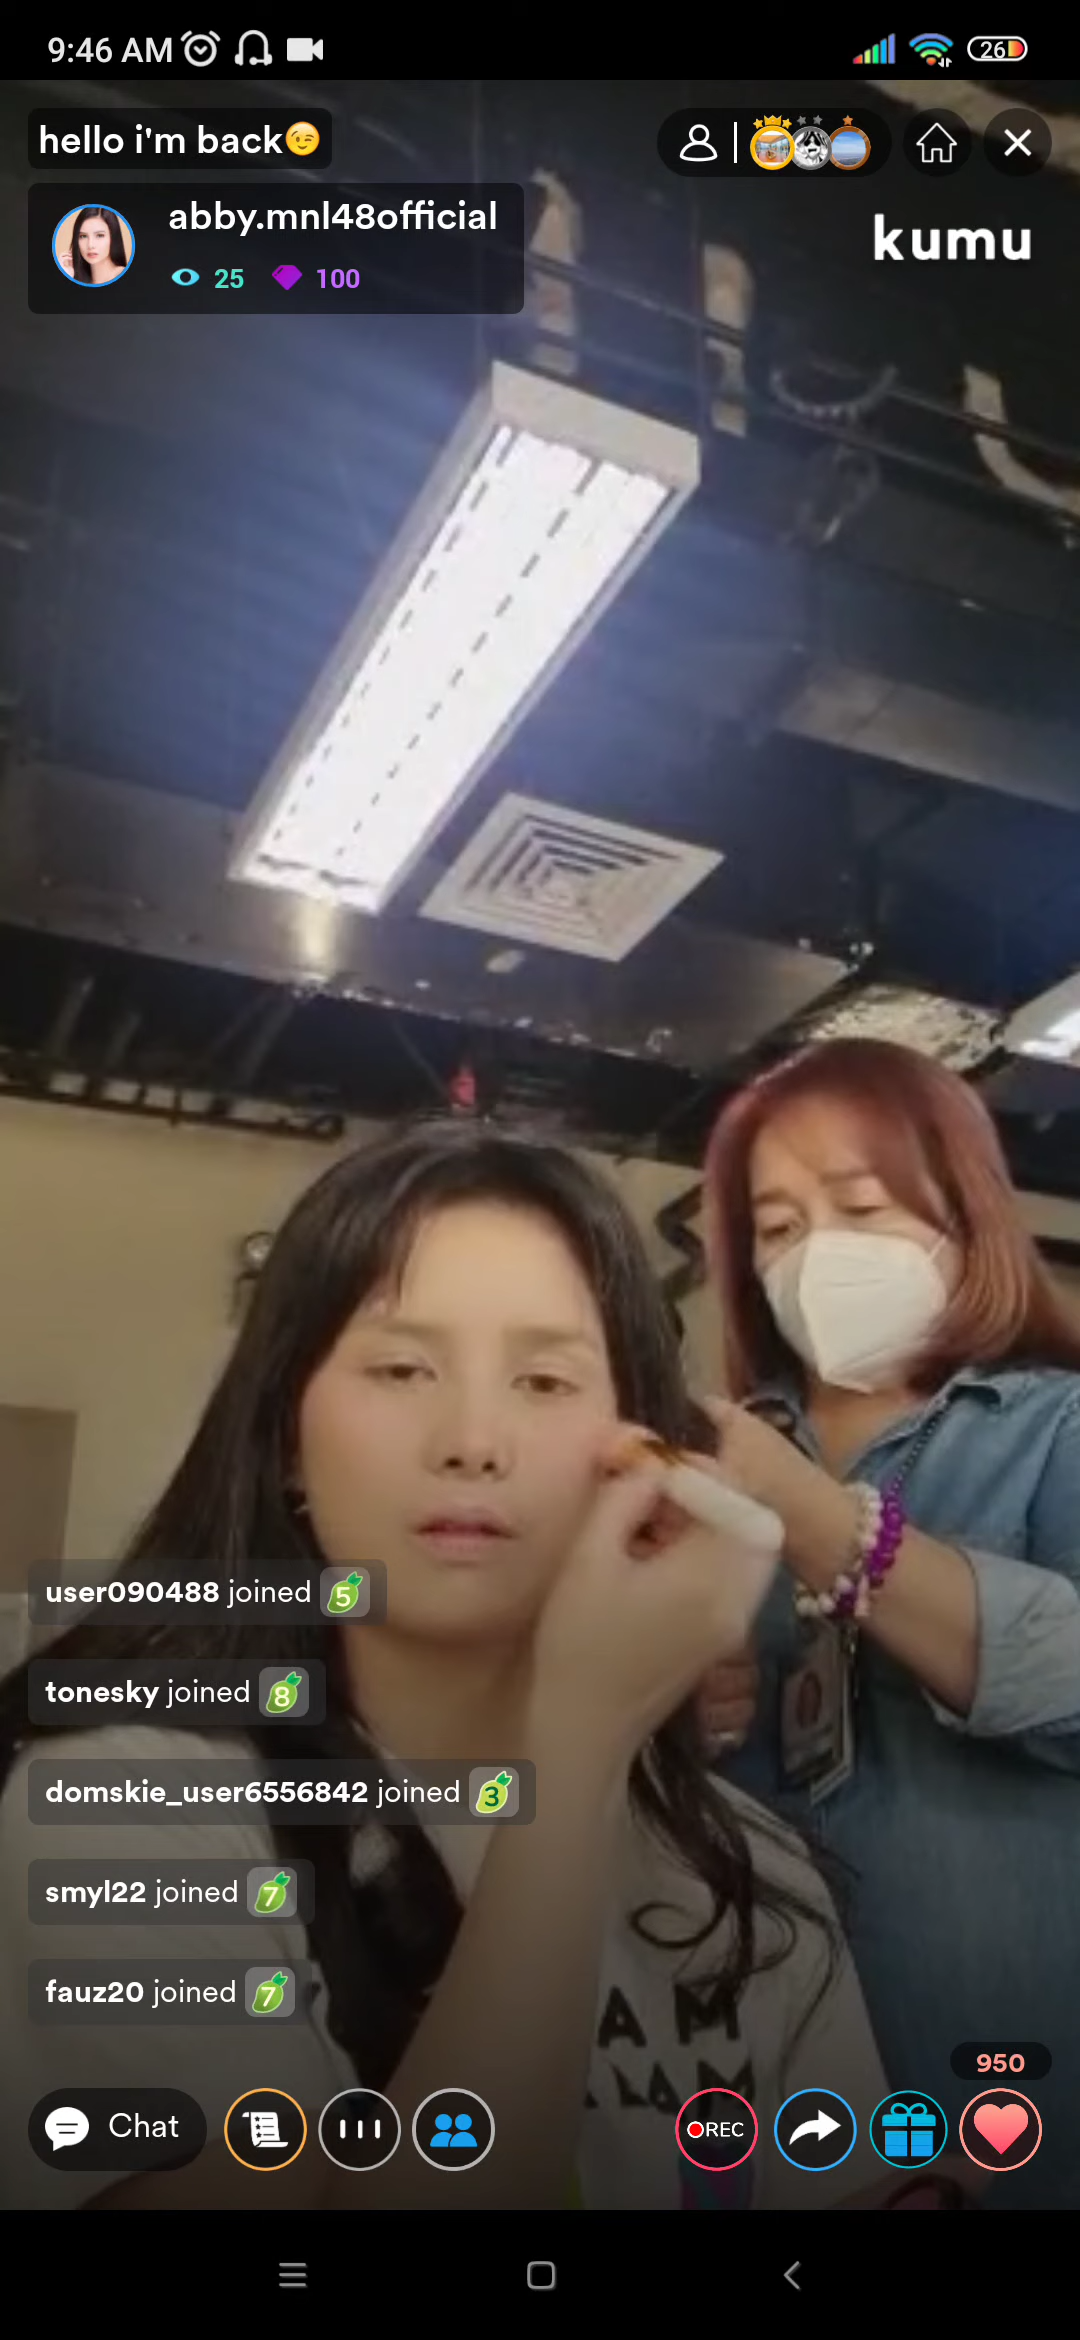 9:46 AM
26
hello i'm back😉
abby.mnl48official
25 100
kumu
user090488 joined 5
tonesky joined 8
domskie_user6556842 joined 3
smyl22 joined 7
fauz20 joined 7
AM
950
Chat
REC